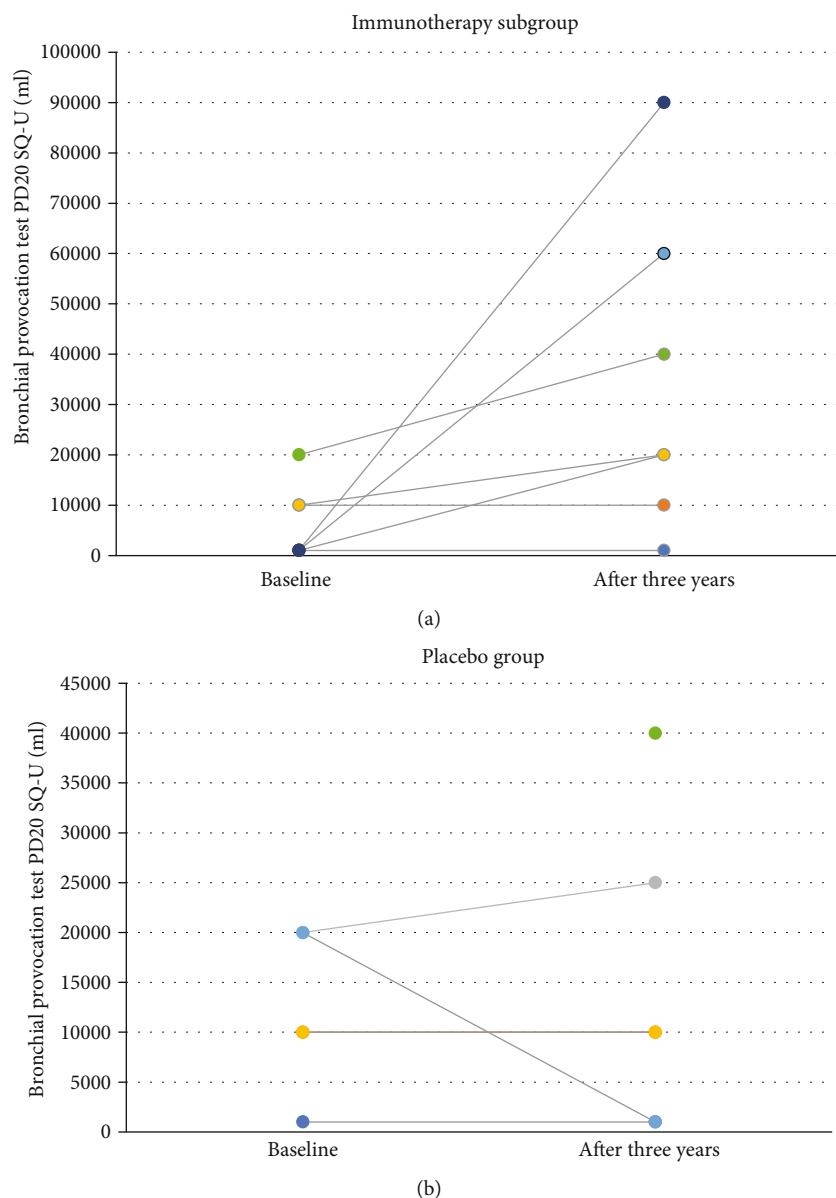 Immunotherapy subgroup
Bronchial provocation test PD20 SQ-U (ml)
100000
90000
80000
70000
60000
50000
40000
30000
20000
10000
0
Baseline
After three years
(a)
Placebo group
Bronchial provocation test PD20 SQ-U (ml)
45000
40000
35000
30000
25000
20000
15000
10000
5000
0
Baseline
After three years
(b)